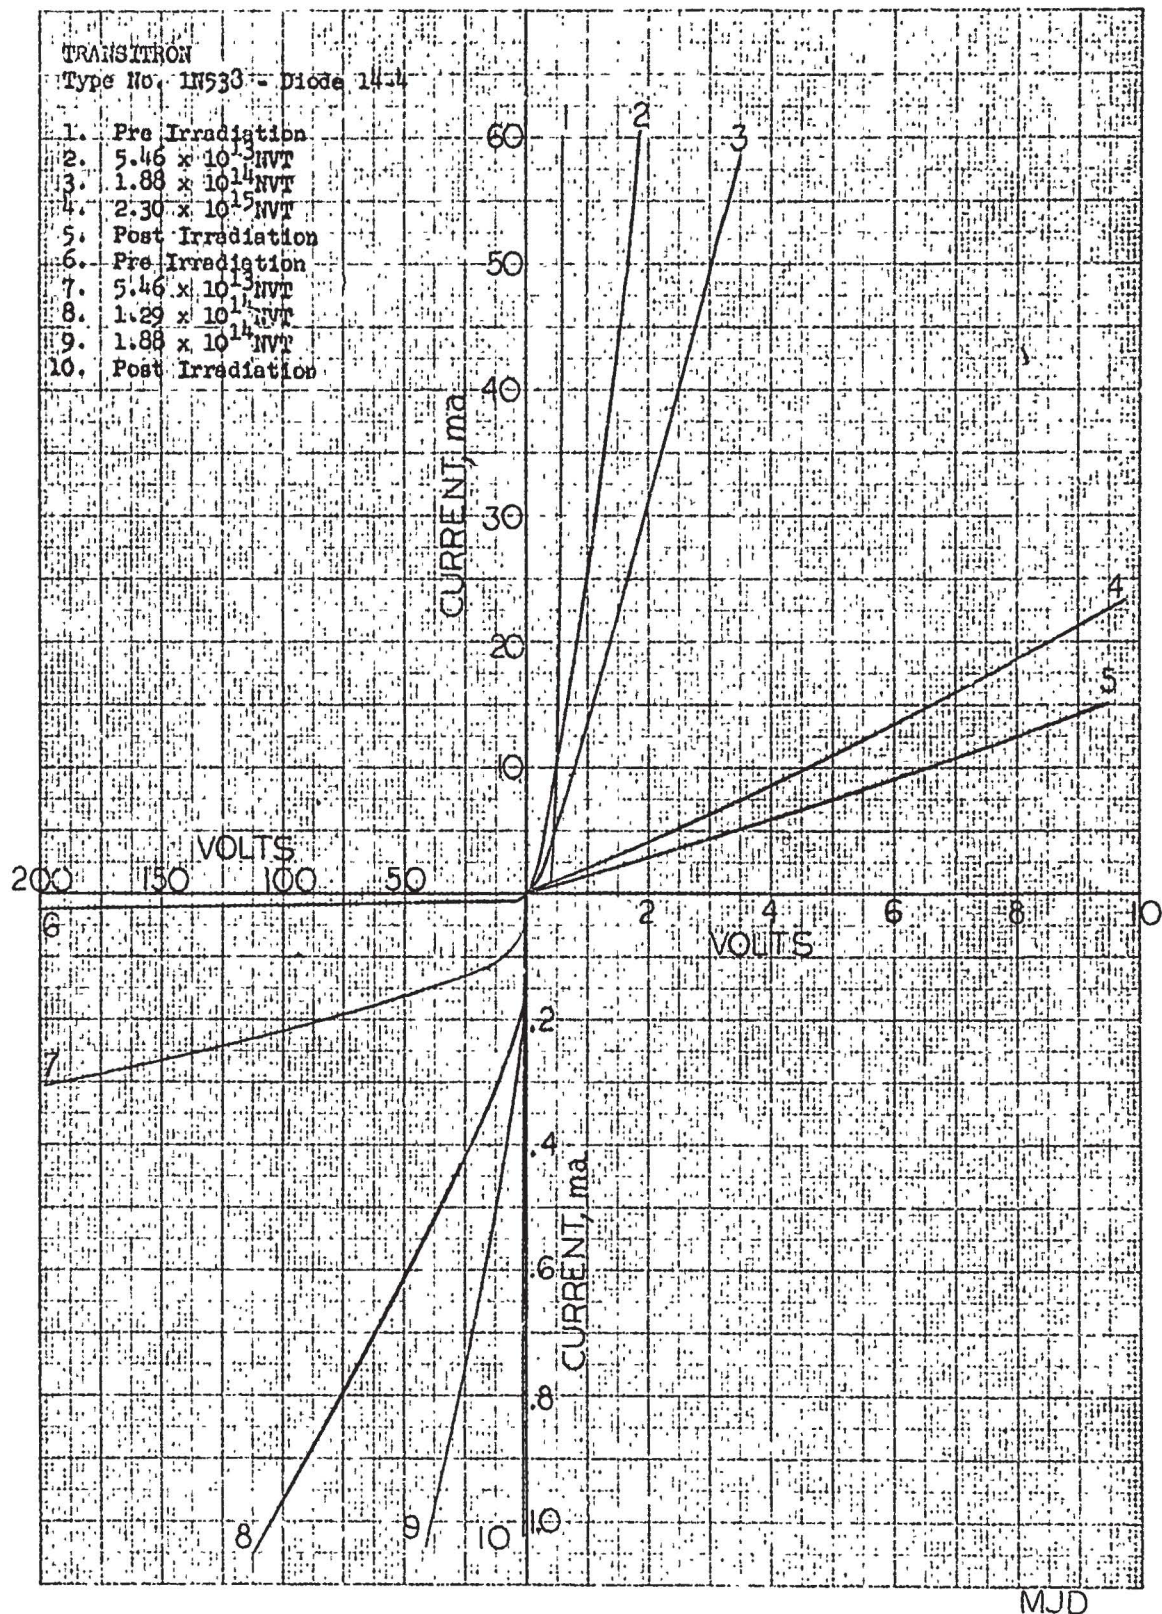 TRANSITRON
Type No. 1N538 - Diode 14-4
1. Pre Irradiation
2. 5.46 x 10^13 NVT
3. 1.88 x 10^14 NVT
4. 2.30 x 10^15 NVT
5. Post Irradiation
6. Pre Irradiation
7. 5.46 x 10^13 NVT
8. 1.29 x 10^14 NVT
9. 1.88 x 10^14 NVT
10. Post Irradiation
1 2 3
60
50
40
CURRENT, ma
30
20
10
4
5
VOLTS
200 150 100 50
2 4 6 8 10
VOLTS
6
7
.2
.4
.6
.8
1.0
CURRENT, ma
8 9 10
MJD